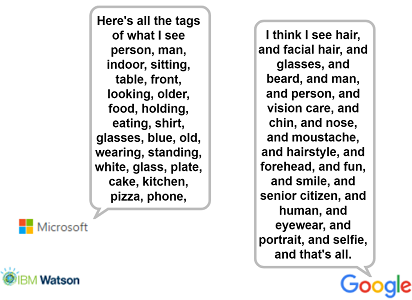 Here's all the tags
of what I see
person, man,
indoor, sitting,
table, front,
looking, older,
food, holding,
eating, shirt,
glasses, blue, old,
wearing, standing,
white, glass, plate,
cake, kitchen,
pizza, phone,
Microsoft
IBM Watson
I think I see hair,
and facial hair, and
glasses, and
beard, and man,
and person, and
vision care, and
chin, and nose,
and moustache,
and hairstyle, and
forehead, and fun,
and smile, and
senior citizen, and
human, and
eyewear, and
portrait, and selfie,
and that's all.
Google